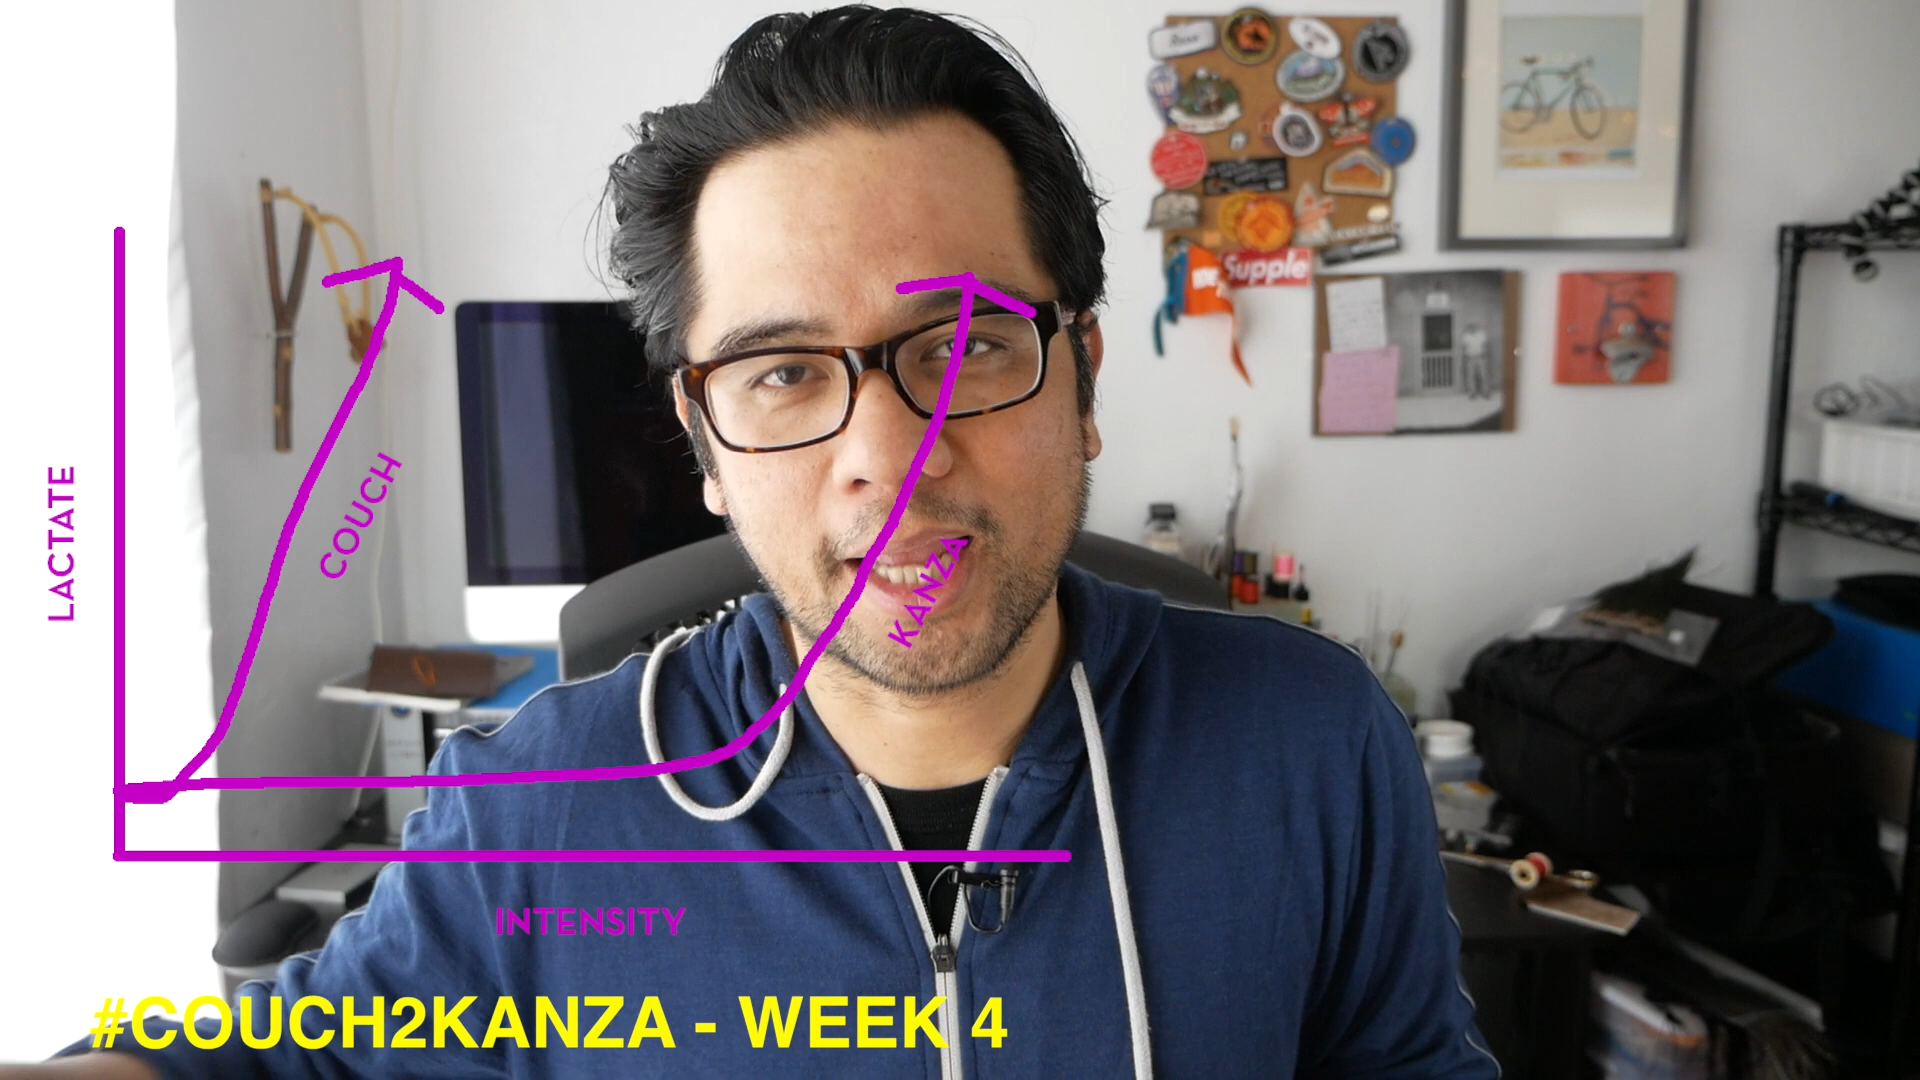 Supple
LACTATE
COUCH
KANZA
INTENSITY
#COUCH2KANZA - WEEK 4